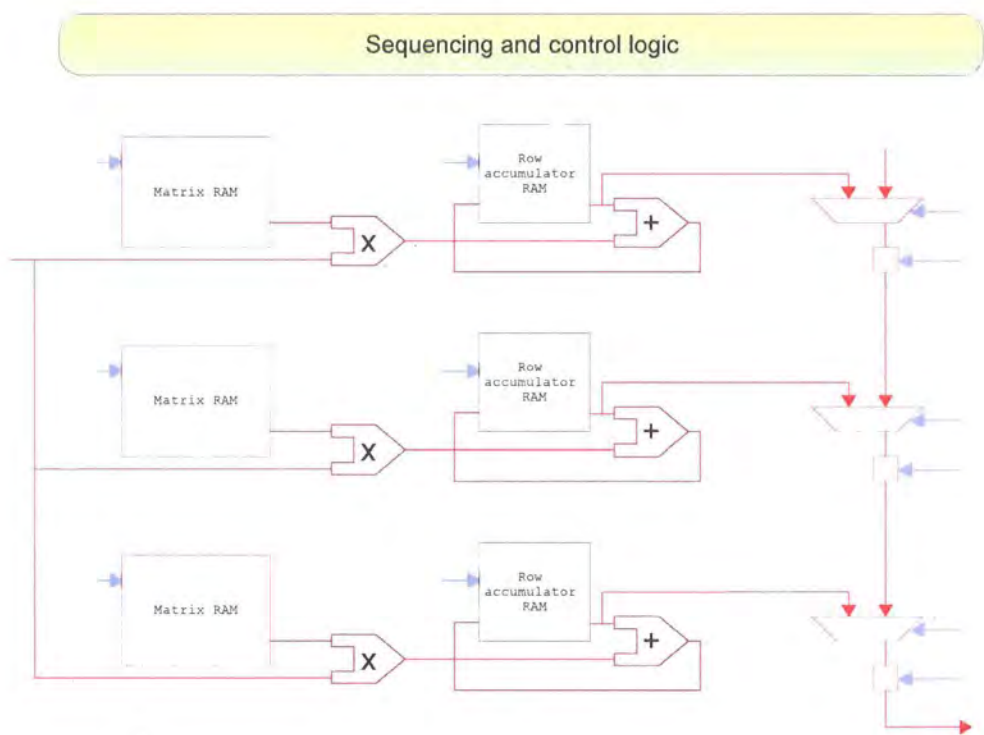 Sequencing and control logic
Matrix RAM
Row
accumulator
RAM
X
+
Matrix RAM
Row
accumulator
RAM
X
+
Matrix RAM
Row
accumulator
RAM
X
+